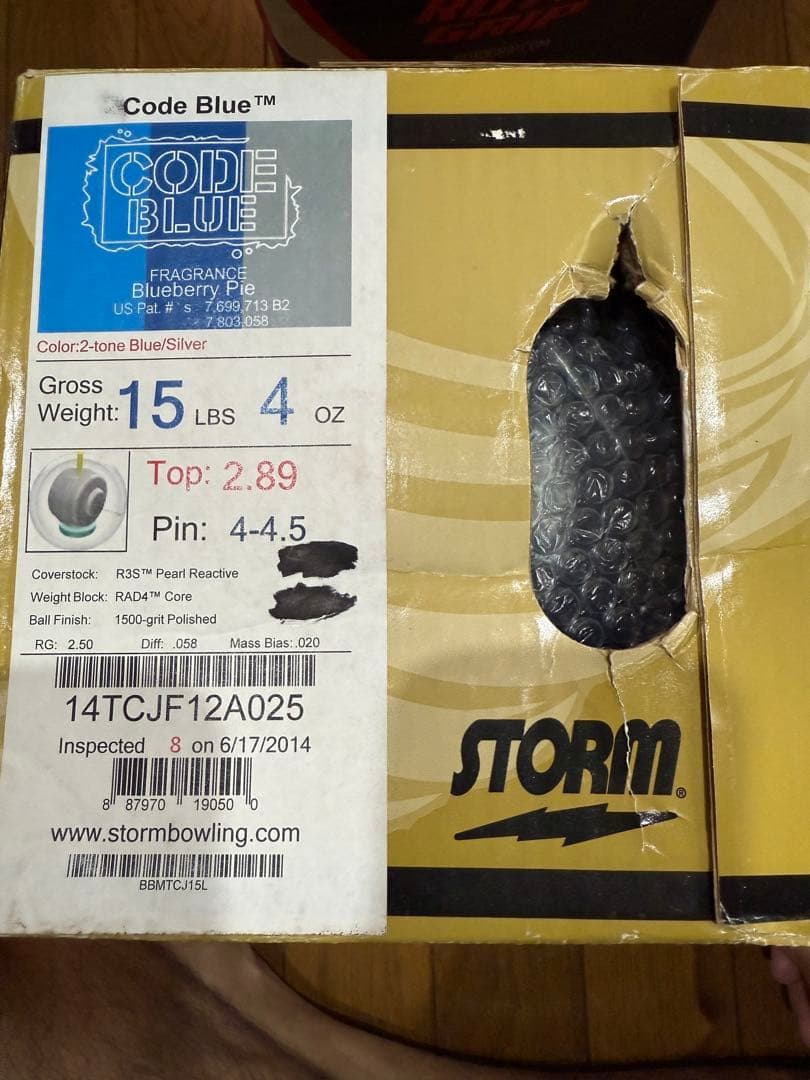 ROTO
GRIP
Code Blue™
CODE
BLUE
FRAGRANCE
Blueberry Pie
US Pat. #`s 7,699,713 B2
7,803,058
Color:2-tone Blue/Silver
Gross
Weight: 15 LBS 4 OZ
Top: 2.89
Pin: 4-4.5
Coverstock: R3S™ Pearl Reactive
Weight Block: RAD4™ Core
Ball Finish: 1500-grit Polished
RG: 2.50 Diff: .058 Mass Bias:.020
14TCJF12A025
Inspected 8 on 6/17/2014
8 87970 19050 0
www.stormbowling.com
BBMTCJ15L
STORM®